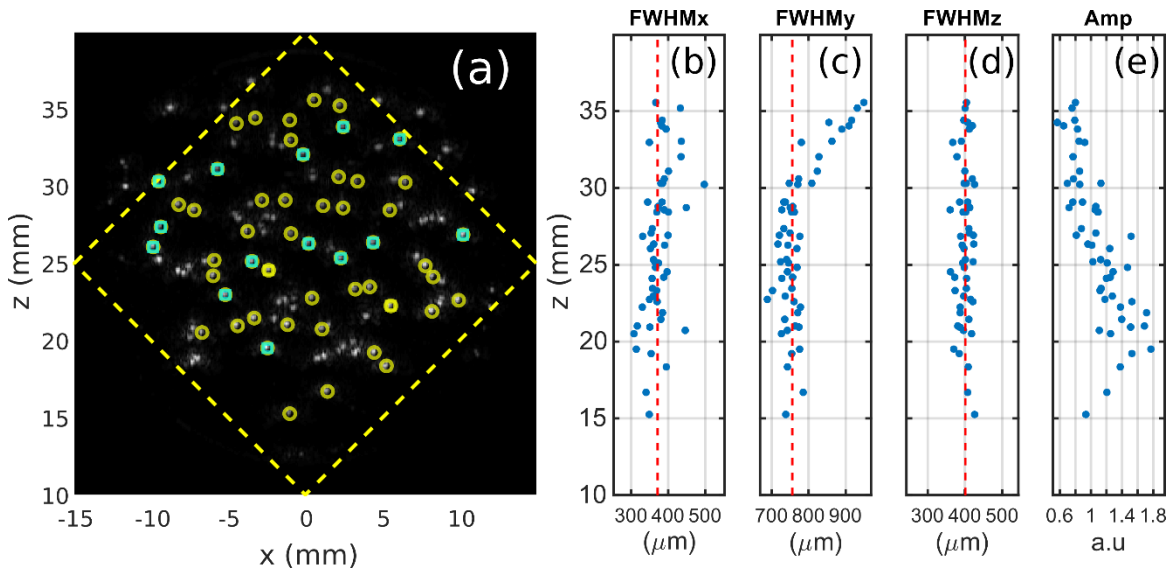 FWHMx FWHMy FWHMz Amp
(a) (b) (c) (d) (e)
z (mm)
35
30
25
20
15
10
-15 -10 -5 0 5 10
x (mm)
z (mm)
35
30
25
20
15
10
300 400 500
(μm)
700 800 900
(μm)
300 400 500
(μm)
0.6 1 1.4 1.8
a.u